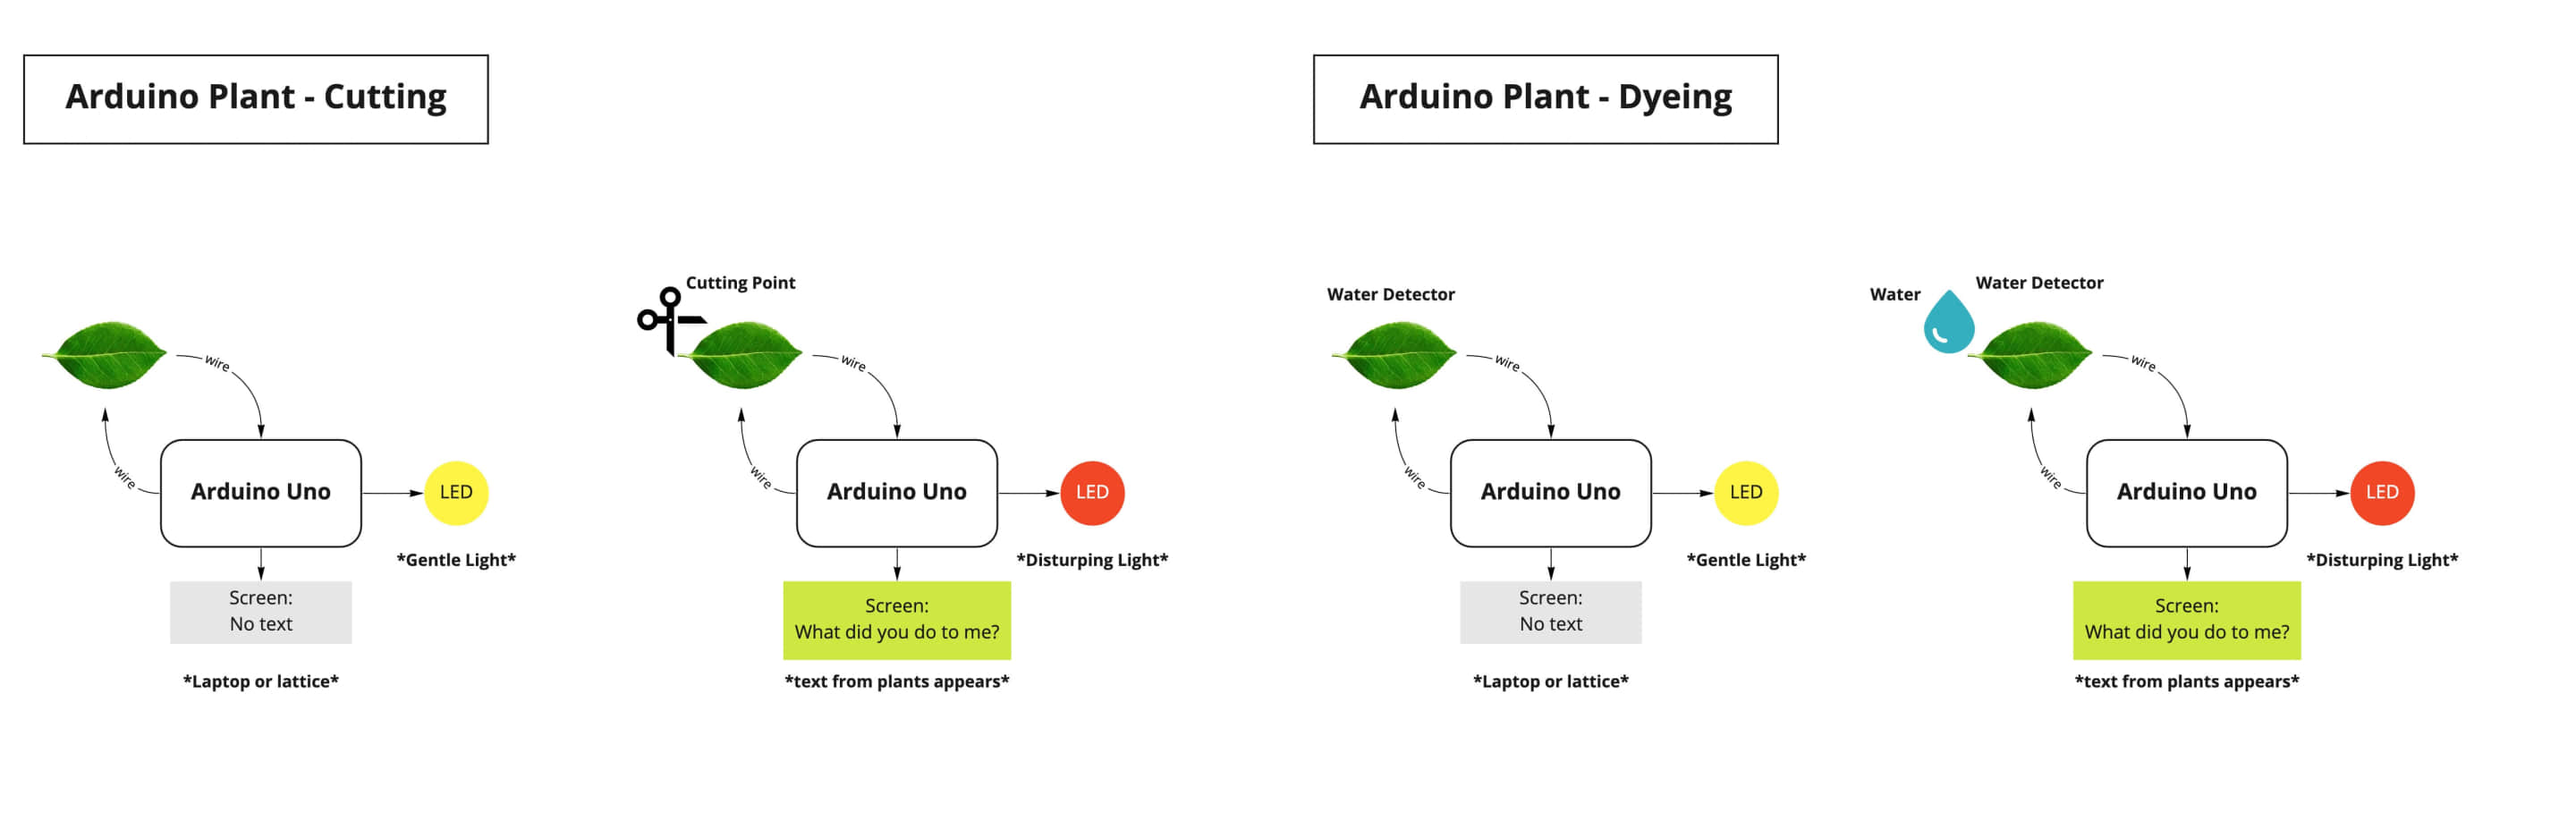 Arduino Plant - Cutting
wire
wire
Arduino Uno
LED
*Gentle Light*
Screen:
No text
*Laptop or lattice*
Cutting Point
wire
wire
Arduino Uno
LED
*Disturping Light*
Screen:
What did you do to me?
*text from plants appears*
Arduino Plant - Dyeing
Water Detector
wire
wire
Arduino Uno
LED
*Gentle Light*
Screen:
No text
*Laptop or lattice*
Water
Water Detector
wire
wire
Arduino Uno
LED
*Disturping Light*
Screen:
What did you do to me?
*text from plants appears*